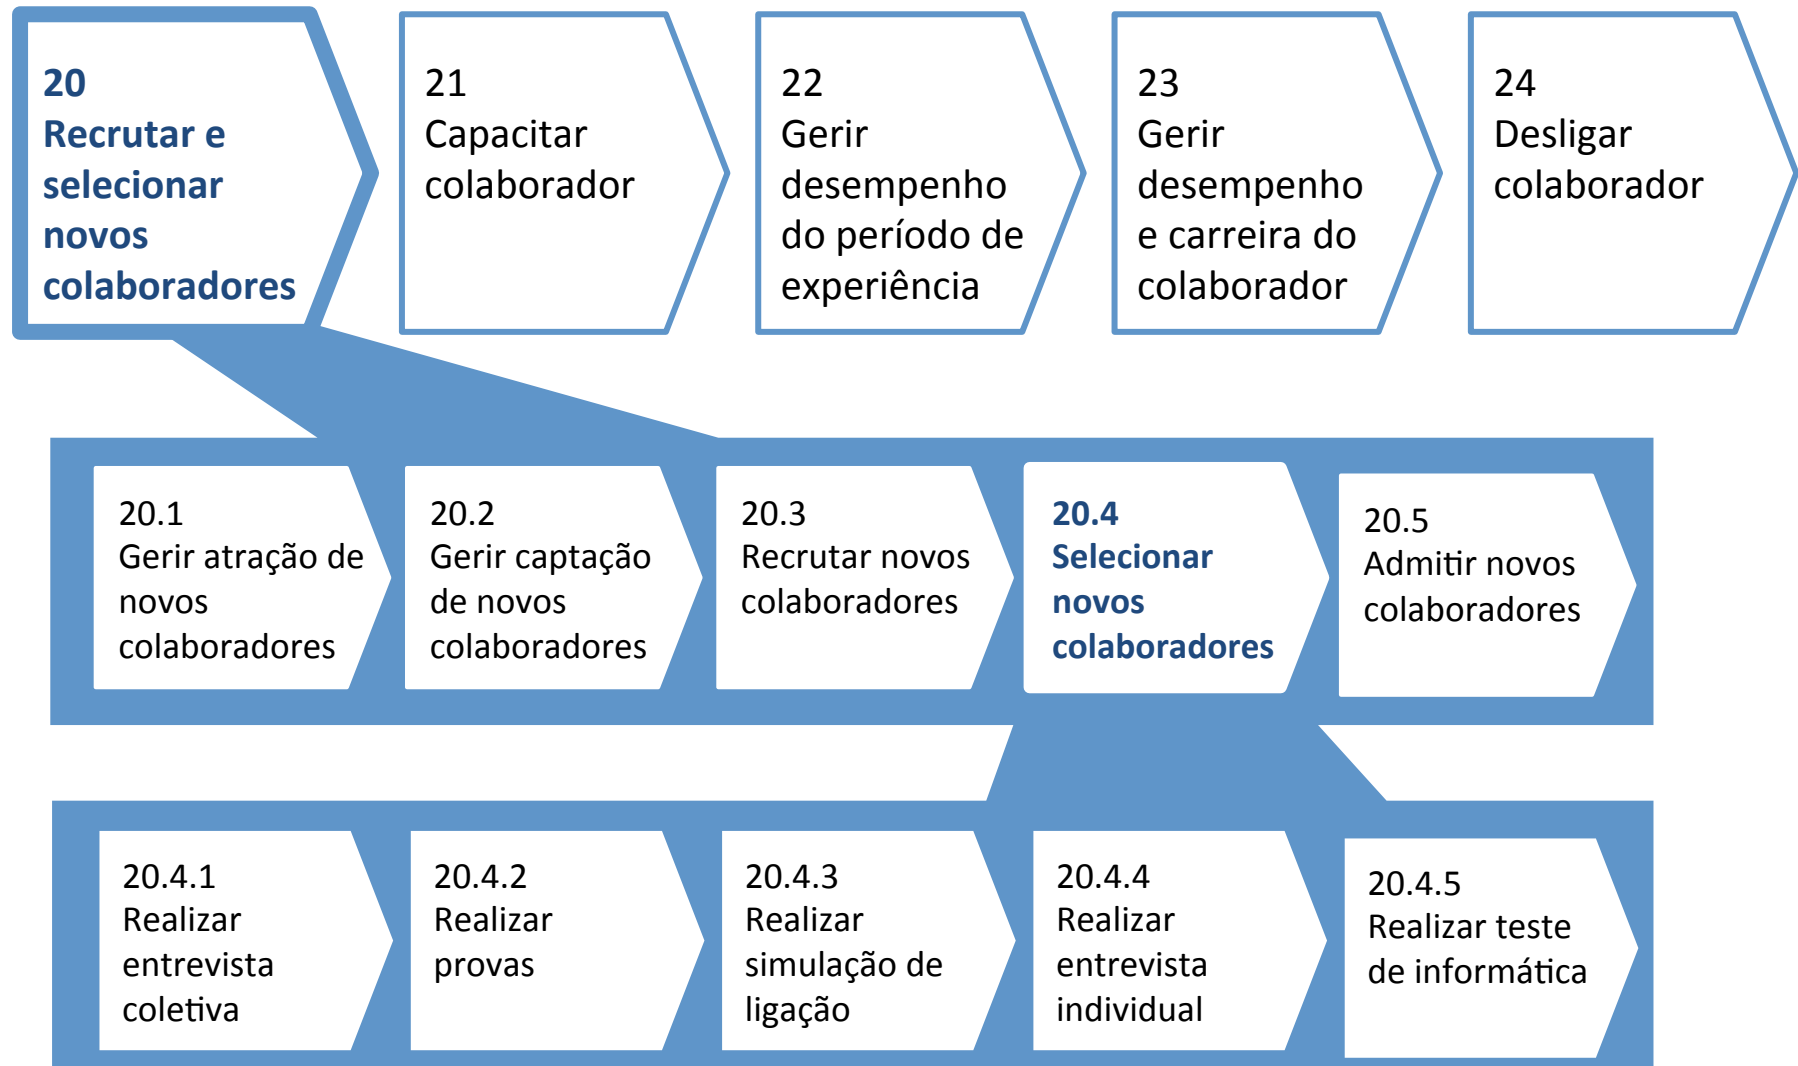 20
Recrutar e
selecionar
novos
colaboradores
21
Capacitar
colaborador
22
Gerir
desempenho
do período de
experiência
23
Gerir
desempenho
e carreira do
colaborador
24
Desligar
colaborador
20.1
Gerir atração de
novos
colaboradores
20.2
Gerir captação
de novos
colaboradores
20.3
Recrutar novos
colaboradores
20.4
Selecionar
novos
colaboradores
20.5
Admitir novos
colaboradores
20.4.1
Realizar
entrevista
coletiva
20.4.2
Realizar
provas
20.4.3
Realizar
simulação de
ligação
20.4.4
Realizar
entrevista
individual
20.4.5
Realizar teste
de informática